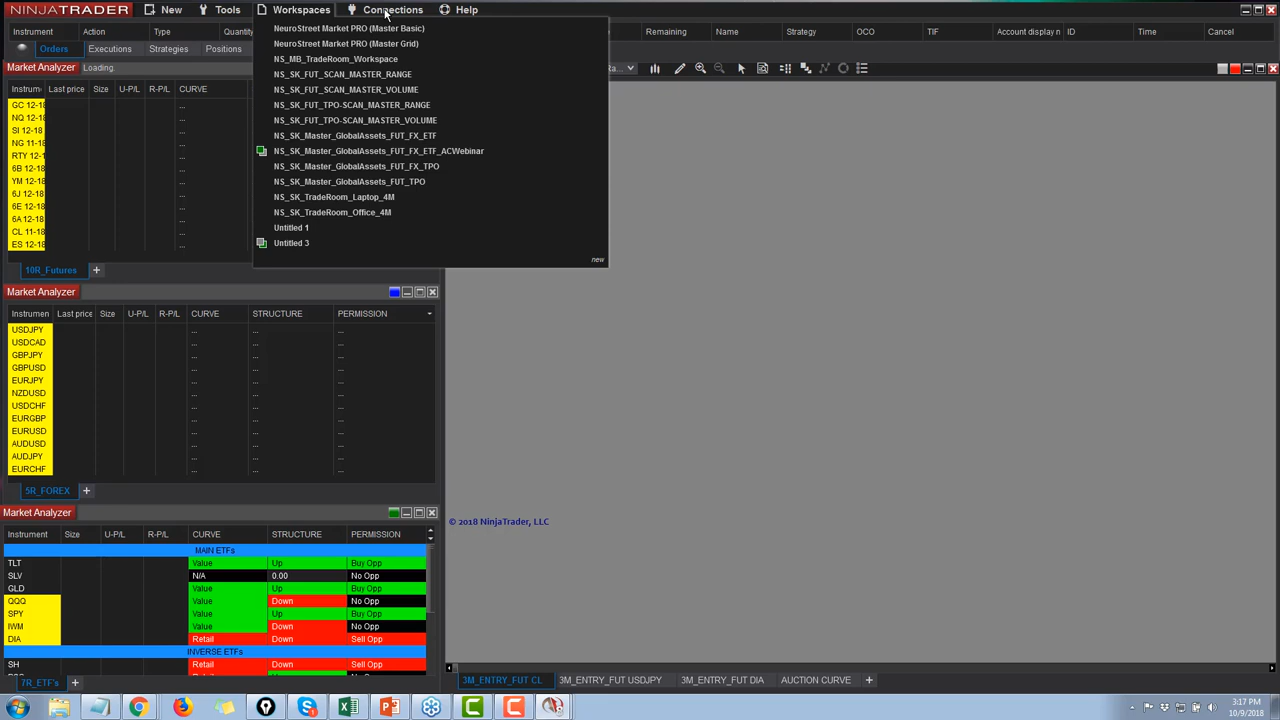 NINJATRADER New Tools Workspaces Connections Help
Instrument Action Type Quantity Remaining Name Strategy OCO TIF Account display n ID Time Cancel
Orders Executions Strategies Positions
Market Analyzer Loading.
Instrum Last price Size U-P/L R-P/L CURVE
GC 12-18 ...
NQ 12-18 ...
SI 12-18 ...
NG 11-18 ...
RTY 12-18 ...
6B 12-18 ...
YM 12-18 ...
6J 12-18 ...
6E 12-18 ...
6A 12-18 ...
CL 11-18 ...
ES 12-18 ...
10R_Futures +
NeuroStreet Market PRO (Master Basic)
NeuroStreet Market PRO (Master Grid)
NS_MB_TradeRoom_Workspace
NS_SK_FUT_SCAN_MASTER_RANGE
NS_SK_FUT_SCAN_MASTER_VOLUME
NS_SK_FUT_TPO-SCAN_MASTER_RANGE
NS_SK_FUT_TPO-SCAN_MASTER_VOLUME
NS_SK_Master_GlobalAssets_FUT_FX_ETF
NS_SK_Master_GlobalAssets_FUT_FX_ETF_ACWebinar
NS_SK_Master_GlobalAssets_FUT_FX_TPO
NS_SK_Master_GlobalAssets_FUT_TPO
NS_SK_TradeRoom_Laptop_4M
NS_SK_TradeRoom_Office_4M
Untitled 1
Untitled 3
new
Ra...
Market Analyzer
Instrumen Last price Size U-P/L R-P/L CURVE STRUCTURE PERMISSION
USDJPY ... ... ...
USDCAD ... ... ...
GBPJPY ... ... ...
GBPUSD ... ... ...
EURJPY ... ... ...
NZDUSD ... ... ...
USDCHF ... ... ...
EURGBP ... ... ...
EURUSD ... ... ...
AUDUSD ... ... ...
AUDJPY ... ... ...
EURCHF ... ... ...
5R_FOREX +
Market Analyzer
Instrument Size U-P/L R-P/L CURVE STRUCTURE PERMISSION
MAIN ETFs
TLT Value Up Buy Opp
SLV N/A 0.00 No Opp
GLD Value Up Buy Opp
QQQ Value Down No Opp
SPY Value Up Buy Opp
IWM Value Down No Opp
DIA Retail Down Sell Opp
INVERSE ETFs
SH Retail Down Sell Opp
7R_ETF's +
© 2018 NinjaTrader, LLC
3M_ENTRY_FUT CL 3M_ENTRY_FUT USDJPY 3M_ENTRY_FUT DIA AUCTION CURVE +
3:17 PM
10/9/2018